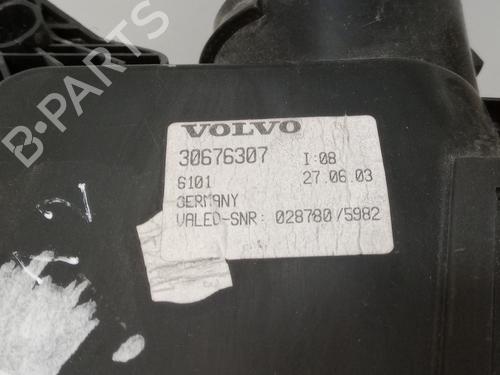 B-PARTS
VOLVO
30676307 I:08
6101 27.06.03
GERMANY
VALEO-SNR: 028780/5982